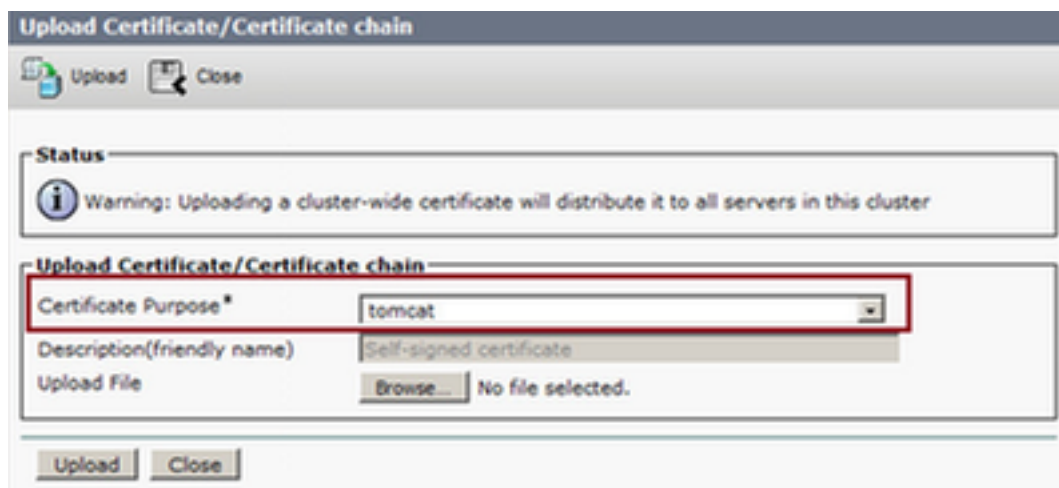 Upload Certificate/Certificate chain
Upload Close
Status
Warning: Uploading a cluster-wide certificate will distribute it to all servers in this cluster
Upload Certificate/Certificate chain
Certificate Purpose* tomcat
Description(friendly name) Self-signed certificate
Upload File Browse... No file selected.
Upload Close